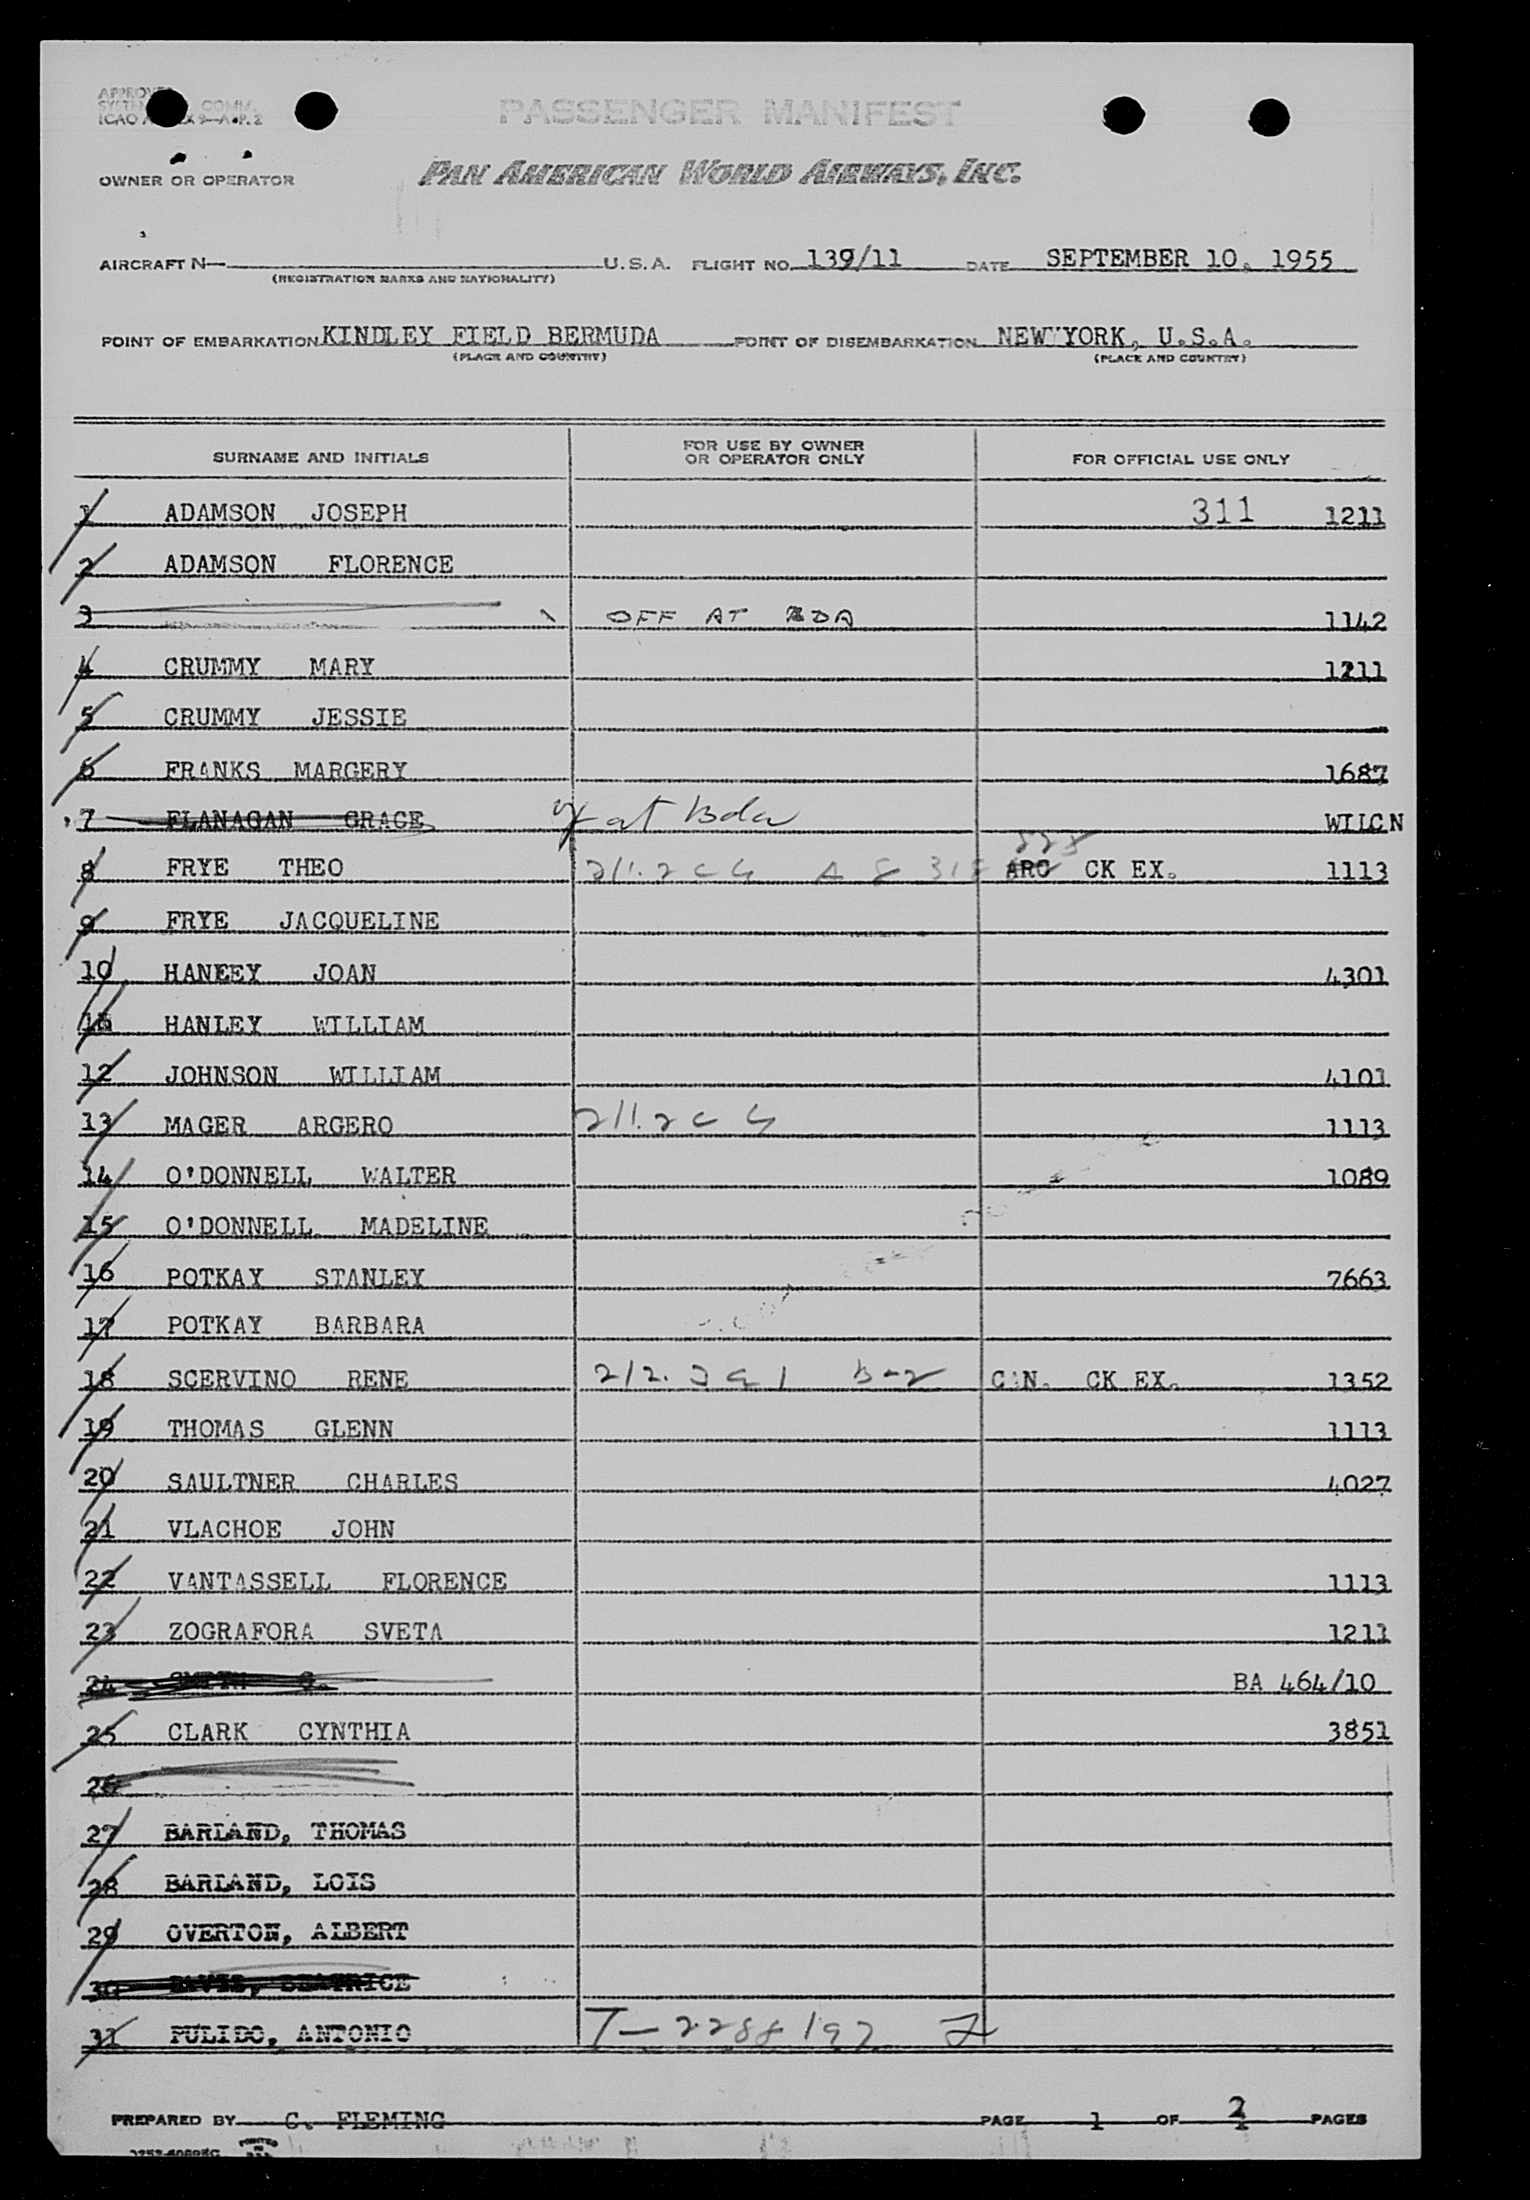 PASSENGER MANIFEST
PAN AMERICAN WORLD AIRWAYS, INC.
OWNER OR OPERATOR
AIRCRAFT N U.S.A. FLIGHT NO. 139/11 DATE SEPTEMBER 10, 1955
(REGISTRATION MARKS AND NATIONALITY)
POINT OF EMBARKATION KINDLEY FIELD BERMUDA POINT OF DISEMBARKATION NEW YORK, U.S.A.
(PLACE AND COUNTRY) (PLACE AND COUNTRY)
SURNAME AND INITIALS FOR USE BY OWNER OR OPERATOR ONLY FOR OFFICIAL USE ONLY
1 ADAMSON JOSEPH 311 1211
2 ADAMSON FLORENCE
3 OFF AT BDA 1142
4 CRUMMY MARY 1211
5 CRUMMY JESSIE
6 FRANKS MARGERY 1687
7 FLANAGAN GRACE at Bda WILCN
8 FRYE THEO ARG CK EX. 1113
9 FRYE JACQUELINE
10 HANEEY JOAN 4301
11 HANLEY WILLIAM
12 JOHNSON WILLIAM 4101
13 MAGER ARGERO 1113
14 O'DONNELL WALTER 1089
15 O'DONNELL MADELINE
16 POTKAY STANLEY 7663
17 POTKAY BARBARA
18 SCERVINO RENE CAN. CK EX. 1352
19 THOMAS GLENN 1113
20 SAULTNER CHARLES 4027
21 VLACHOE JOHN
22 VANTASSELL FLORENCE 1113
23 ZOGRAFORA SVETA 1211
24 SMITH G. BA 464/10
25 CLARK CYNTHIA 3851
26
27 BARLAND, THOMAS
28 BARLAND, LOIS
29 OVERTON, ALBERT
30 DAVIS, BEATRICE
31 PULIDO, ANTONIO T-2288197
PREPARED BY C. FLEMING PAGE 1 OF 2 PAGES